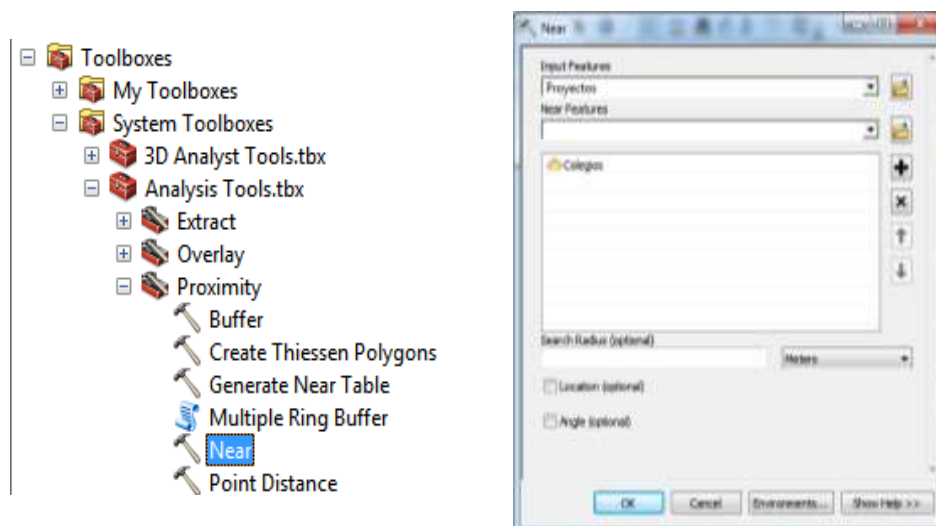 Toolboxes
My Toolboxes
System Toolboxes
3D Analyst Tools.tbx
Analysis Tools.tbx
Extract
Overlay
Proximity
Buffer
Create Thiessen Polygons
Generate Near Table
Multiple Ring Buffer
Near
Point Distance
Near
Input Features
Proyectos
Near Features
Colegios
Search Radius (optional)
Meters
Location (optional)
Angle (optional)
OK Cancel Environments... Show Help >>